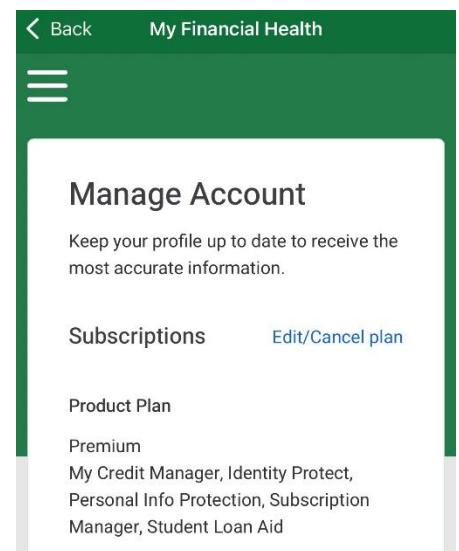 Back My Financial Health
Manage Account
Keep your profile up to date to receive the
most accurate information.
Subscriptions Edit/Cancel plan
Product Plan
Premium
My Credit Manager, Identity Protect,
Personal Info Protection, Subscription
Manager, Student Loan Aid